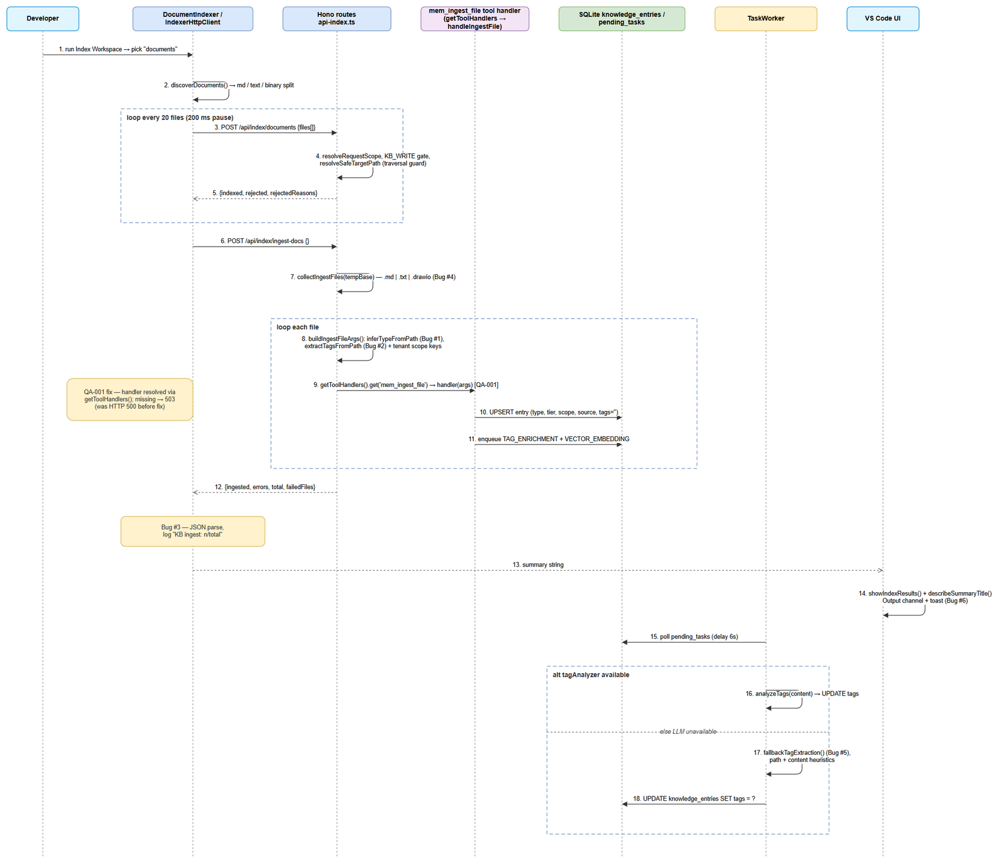 Developer
DocumentIndexer /
IndexerHttpClient
Hono routes
api-index.ts
mem_ingest_file tool handler
(getToolHandlers →
handleIngestFile)
SQLite knowledge_entries /
pending_tasks
TaskWorker
VS Code UI
1. run Index Workspace → pick "documents"
2. discoverDocuments() → md / text / binary split
loop every 20 files (200 ms pause)
3. POST /api/index/documents {files[]}
4. resolveRequestScope, KB_WRITE gate,
resolveSafeTargetPath (traversal guard)
5. {indexed, rejected, rejectedReasons}
6. POST /api/index/ingest-docs {}
7. collectIngestFiles(tempBase) — .md | .txt | .drawio (Bug #4)
loop each file
8. buildIngestFileArgs(): inferTypeFromPath (Bug #1),
extractTagsFromPath (Bug #2) + tenant scope keys
9. getToolHandlers().get('mem_ingest_file') → handler(args) [QA-001]
QA-001 fix — handler resolved via
getToolHandlers(); missing → 503
(was HTTP 500 before fix)
10. UPSERT entry (type, tier, scope, source, tags='')
11. enqueue TAG_ENRICHMENT + VECTOR_EMBEDDING
12. {ingested, errors, total, failedFiles}
Bug #3 — JSON.parse,
log "KB ingest: n/total"
13. summary string
14. showIndexResults() + describeSummaryTitle()
Output channel + toast (Bug #6)
15. poll pending_tasks (delay 6s)
alt tagAnalyzer available
16. analyzeTags(content) → UPDATE tags
else LLM unavailable
17. fallbackTagExtraction() (Bug #5),
path + content heuristics
18. UPDATE knowledge_entries SET tags = ?